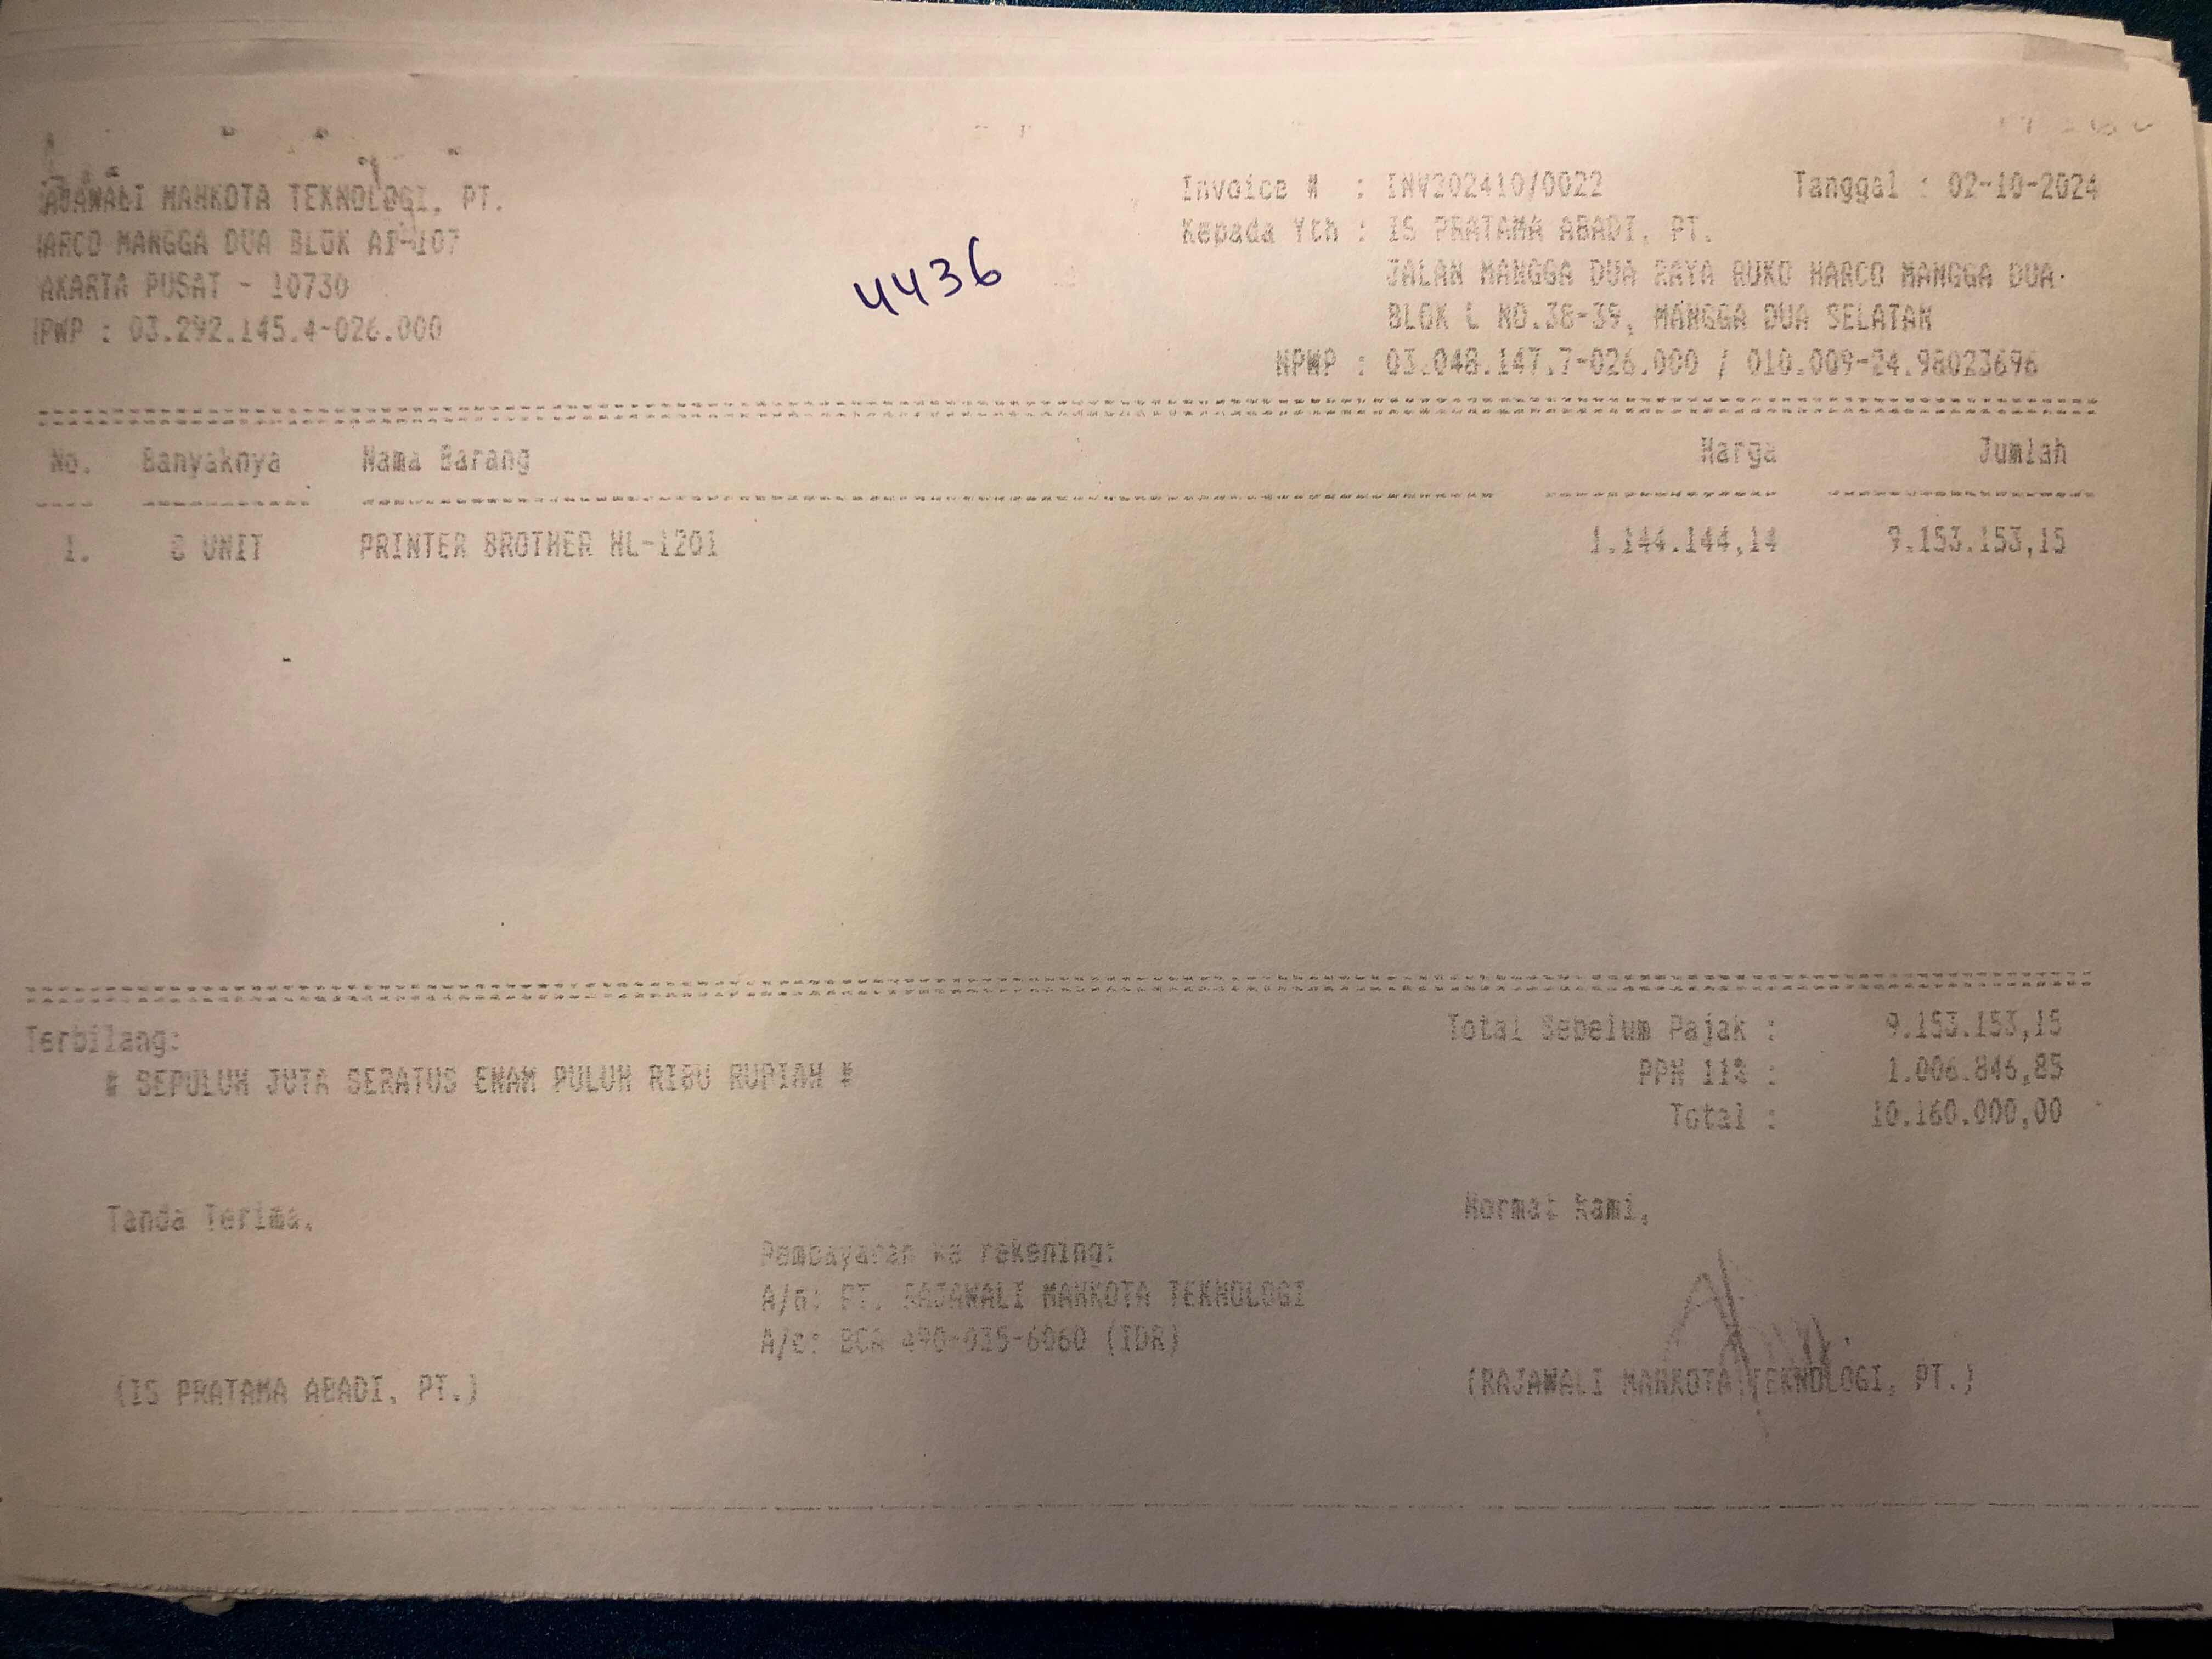 RAJAWALI MAHKOTA TEKNOLOGI, PT.
HARCO MANGGA DUA BLOK AI-107
JAKARTA PUSAT - 10730
NPWP : 03.292.145.4-026.000
4436
Invoice # : INV202410/0022 Tanggal : 02-10-2024
Kepada Yth : IS PRATAMA ABADI, PT.
JALAN MANGGA DUA RAYA RUKO HARCO MANGGA DUA
BLOK L NO.38-39, MANGGA DUA SELATAN
NPWP : 03.048.147.7-026.000 / 010.009-24.98023696
No. Banyaknya Nama Barang Harga Jumlah
1. 8 UNIT PRINTER BROTHER HL-1201 1.144.144,14 9.153.153,15
Terbilang:
# SEPULUH JUTA SERATUS ENAM PULUH RIBU RUPIAH #
Total Sebelum Pajak : 9.153.153,15
PPN 11% : 1.006.846,85
Total : 10.160.000,00
Tanda Terima,
Hormat kami,
Pembayaran ke rekening:
A/n: PT. RAJAWALI MAHKOTA TEKNOLOGI
A/c: BCA 490-035-6060 (IDR)
(IS PRATAMA ABADI, PT.)
(RAJAWALI MAHKOTA TEKNOLOGI, PT.)